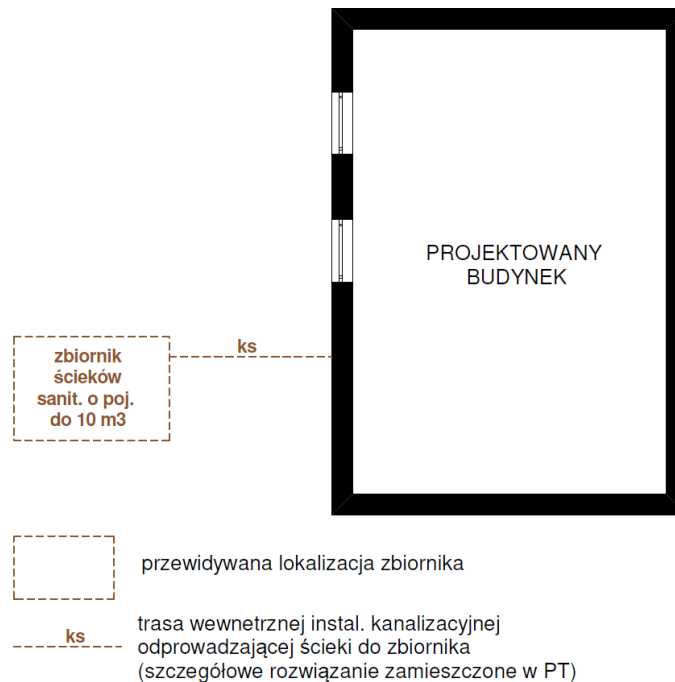 PROJEKTOWANY
BUDYNEK
ks
zbiornik
ścieków
sanit. o poj.
do 10 m3
przewidywana lokalizacja zbiornika
ks
trasa wewnetrznej instal. kanalizacyjnej
odprowadzającej ścieki do zbiornika
(szczegółowe rozwiązanie zamieszczone w PT)